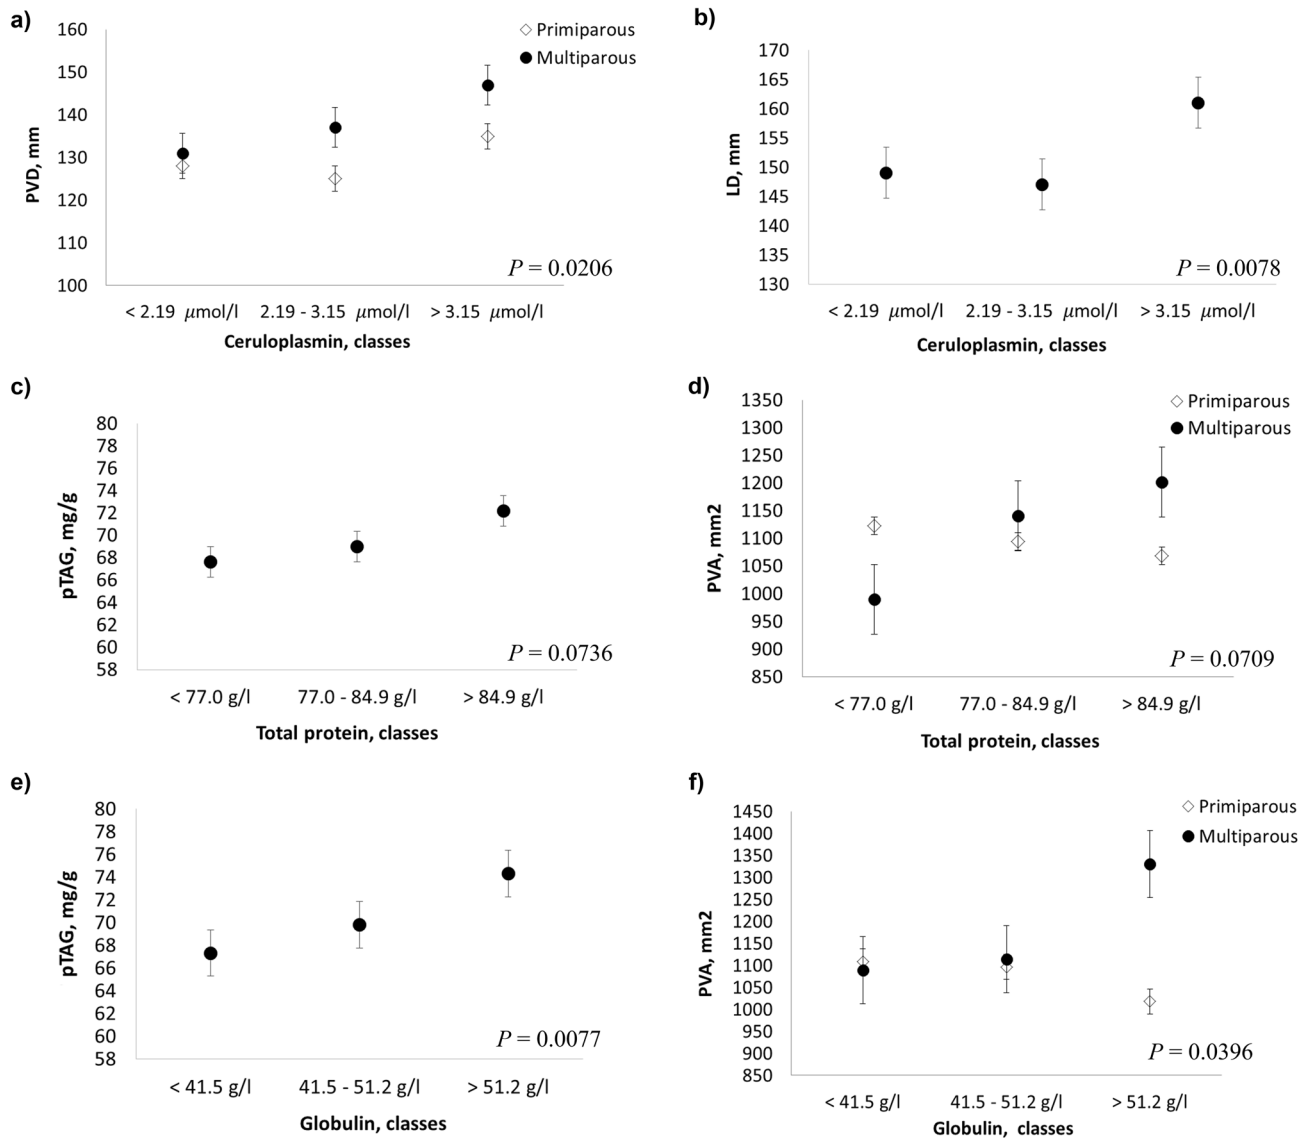 a)
160
150
140
130
120
110
100
PVD, mm
Primiparous
Multiparous
P = 0.0206
< 2.19 μmol/l 2.19 - 3.15 μmol/l > 3.15 μmol/l
Ceruloplasmin, classes
b)
170
165
160
155
150
145
140
135
130
LD, mm
P = 0.0078
< 2.19 μmol/l 2.19 - 3.15 μmol/l > 3.15 μmol/l
Ceruloplasmin, classes
c)
80
78
76
74
72
70
68
66
64
62
60
58
pTAG, mg/g
P = 0.0736
< 77.0 g/l 77.0 - 84.9 g/l > 84.9 g/l
Total protein, classes
d)
1350
1300
1250
1200
1150
1100
1050
1000
950
900
850
PVA, mm2
Primiparous
Multiparous
P = 0.0709
< 77.0 g/l 77.0 - 84.9 g/l > 84.9 g/l
Total protein, classes
e)
80
78
76
74
72
70
68
66
64
62
60
58
pTAG, mg/g
P = 0.0077
< 41.5 g/l 41.5 - 51.2 g/l > 51.2 g/l
Globulin, classes
f)
1450
1400
1350
1300
1250
1200
1150
1100
1050
1000
950
900
850
PVA, mm2
Primiparous
Multiparous
P = 0.0396
< 41.5 g/l 41.5 - 51.2 g/l > 51.2 g/l
Globulin, classes